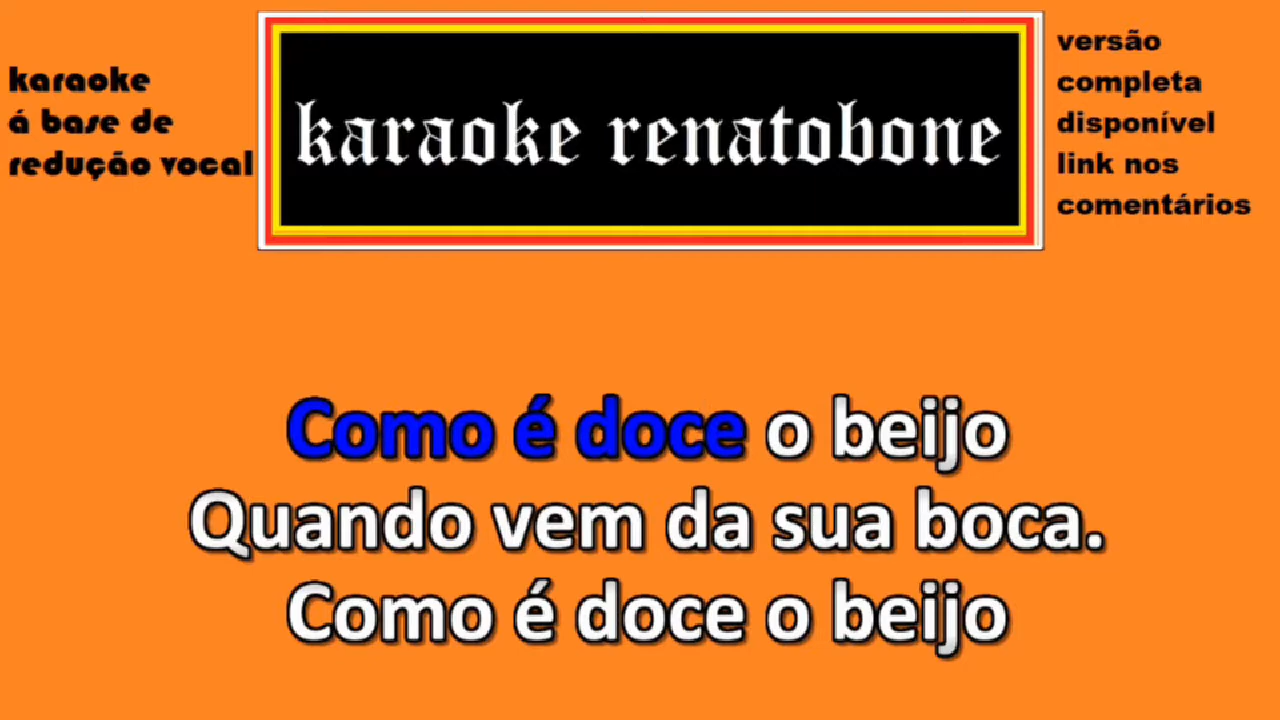 karaoke
á base de
redução vocal
karaoke renatobone
versão
completa
disponível
link nos
comentários
Como é doce o beijo
Quando vem da sua boca.
Como é doce o beijo